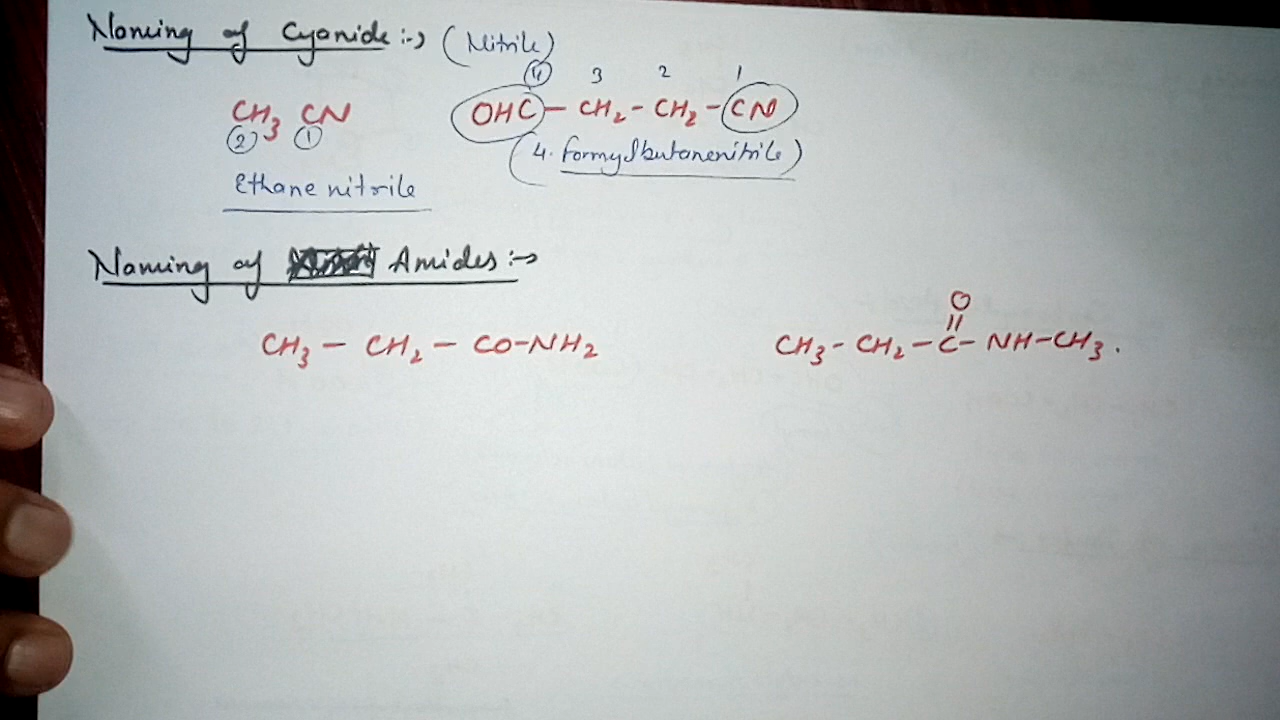 Naming of Cyanide :→ (Nitrile)
4 3 2 1
CH3 CN OHC - CH2 - CH2 - CN
2 1 (4. formylbutanenitrile)
Ethane nitrile
Naming of Amides :→
O
||
CH3 - CH2 - CO-NH2 CH3 - CH2 - C - NH-CH3.